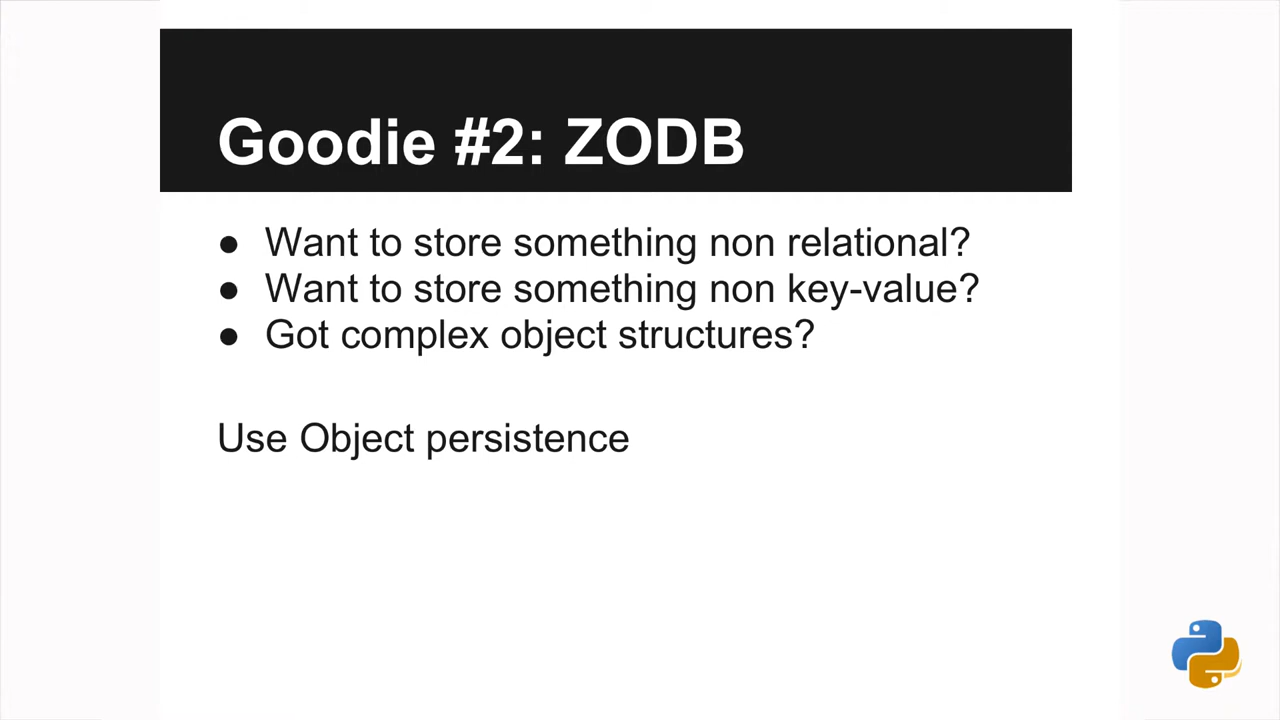 Goodie #2: ZODB
● Want to store something non relational?
● Want to store something non key-value?
● Got complex object structures?
Use Object persistence